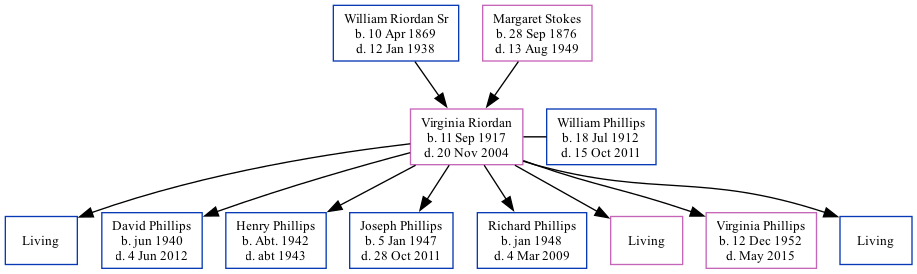 William Riordan Sr
b. 10 Apr 1869
d. 12 Jan 1938
Margaret Stokes
b. 28 Sep 1876
d. 13 Aug 1949
Virginia Riordan
b. 11 Sep 1917
d. 20 Nov 2004
William Phillips
b. 18 Jul 1912
d. 15 Oct 2011
Living
David Phillips
b. jun 1940
d. 4 Jun 2012
Henry Phillips
b. Abt. 1942
d. abt 1943
Joseph Phillips
b. 5 Jan 1947
d. 28 Oct 2011
Richard Phillips
b. jan 1948
d. 4 Mar 2009
Living
Virginia Phillips
b. 12 Dec 1952
d. May 2015
Living